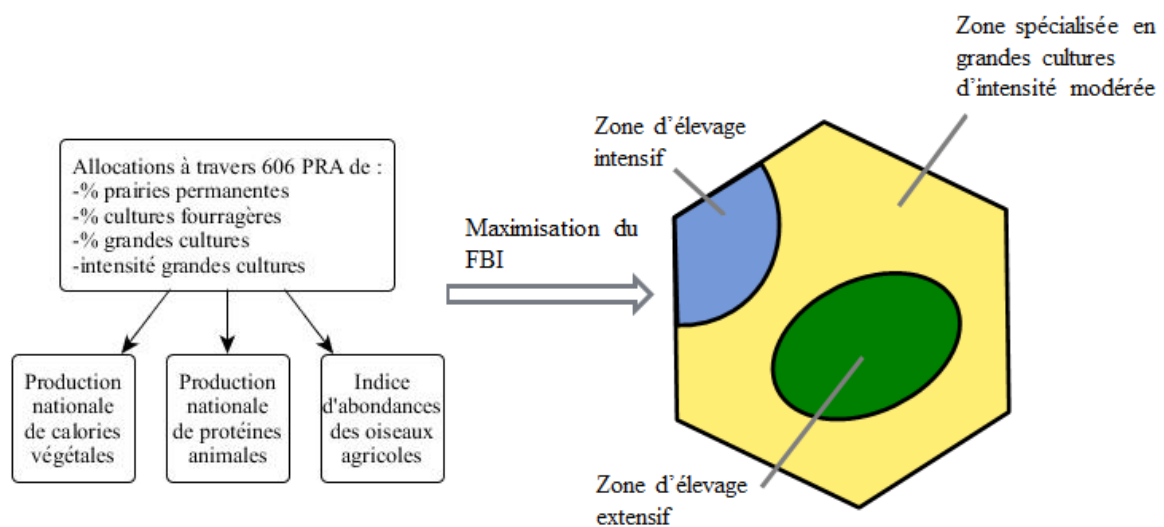 Allocations à travers 606 PRA de :
-% prairies permanentes
-% cultures fourragères
-% grandes cultures
-intensité grandes cultures
Production
nationale
de calories
végétales
Production
nationale
de protéines
animales
Indice
d'abondances
des oiseaux
agricoles
Maximisation du
FBI
Zone d’élevage
intensif
Zone spécialisée en
grandes cultures
d’intensité modérée
Zone d’élevage
extensif